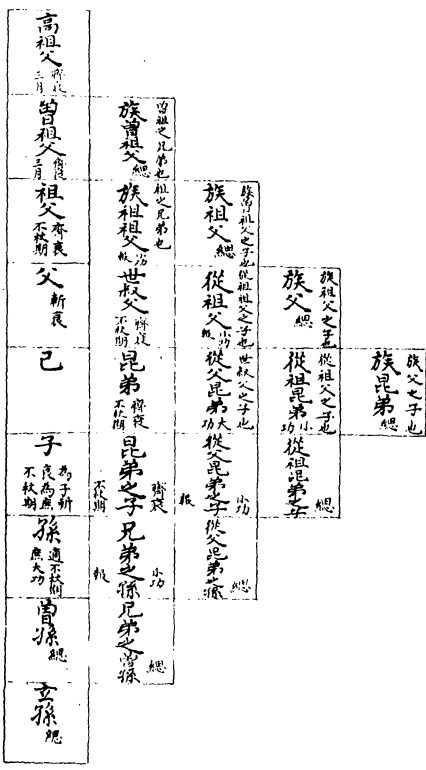 高祖父
齊衰
三月
曾祖父
齊衰
三月
族曾祖父
緦
曾祖之兄弟也
祖父
齊衰
不杖期
族祖祖父
小功
報
祖之兄弟也
族祖父
緦
族曾祖父之子也
父
斬衰
世叔父
齊衰
不杖期
從祖父
小功
報
從祖祖父之子也
族父
緦
族祖父之子也
己
昆弟
齊衰
不杖期
從父昆弟
大
功
世叔父之子也
從祖昆弟
小
功
從祖父之子也
族昆弟
緦
族父之子也
子
為子斬
衰為庶
不杖期
昆弟之子
齊衰
不杖期
從父昆弟之子
小功
報
從祖昆弟之子
緦
孫
適不杖期
庶大功
兄弟之孫
小功
報
從父昆弟之孫
緦
曾孫
緦
兄弟之曾孫
緦
玄孫
緦